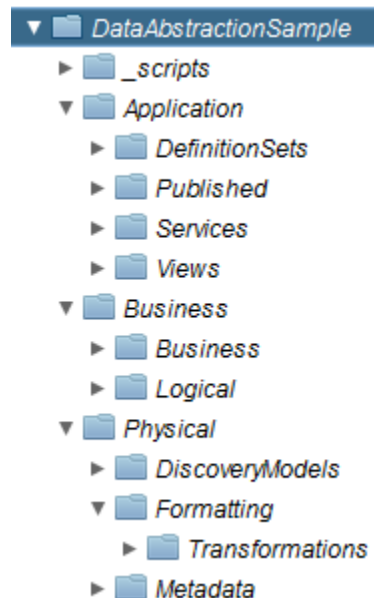 DataAbstractionSample
_scripts
Application
DefinitionSets
Published
Services
Views
Business
Business
Logical
Physical
DiscoveryModels
Formatting
Transformations
Metadata